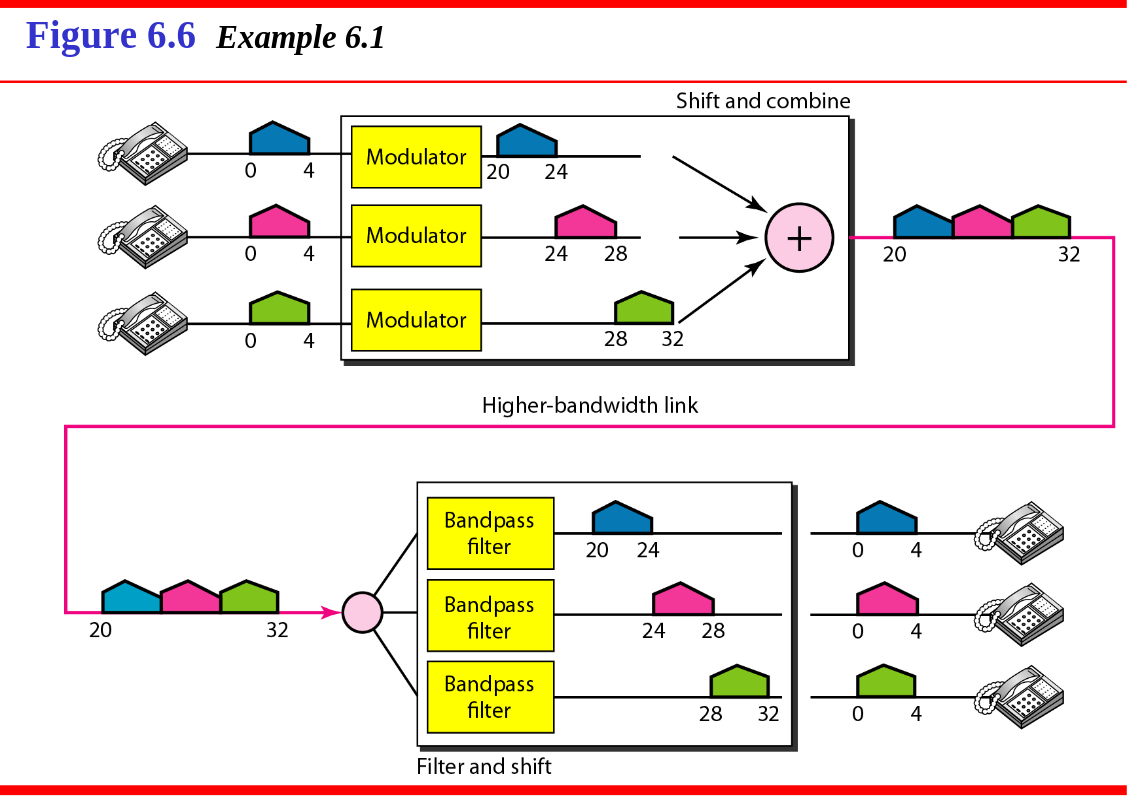 Figure 6.6 Example 6.1
Shift and combine
Modulator
0 4
20 24
Modulator
0 4
24 28
+
20 32
Modulator
0 4
28 32
Higher-bandwidth link
Bandpass
filter
20 24
0 4
Bandpass
filter
20 32
24 28
0 4
Bandpass
filter
28 32
0 4
Filter and shift